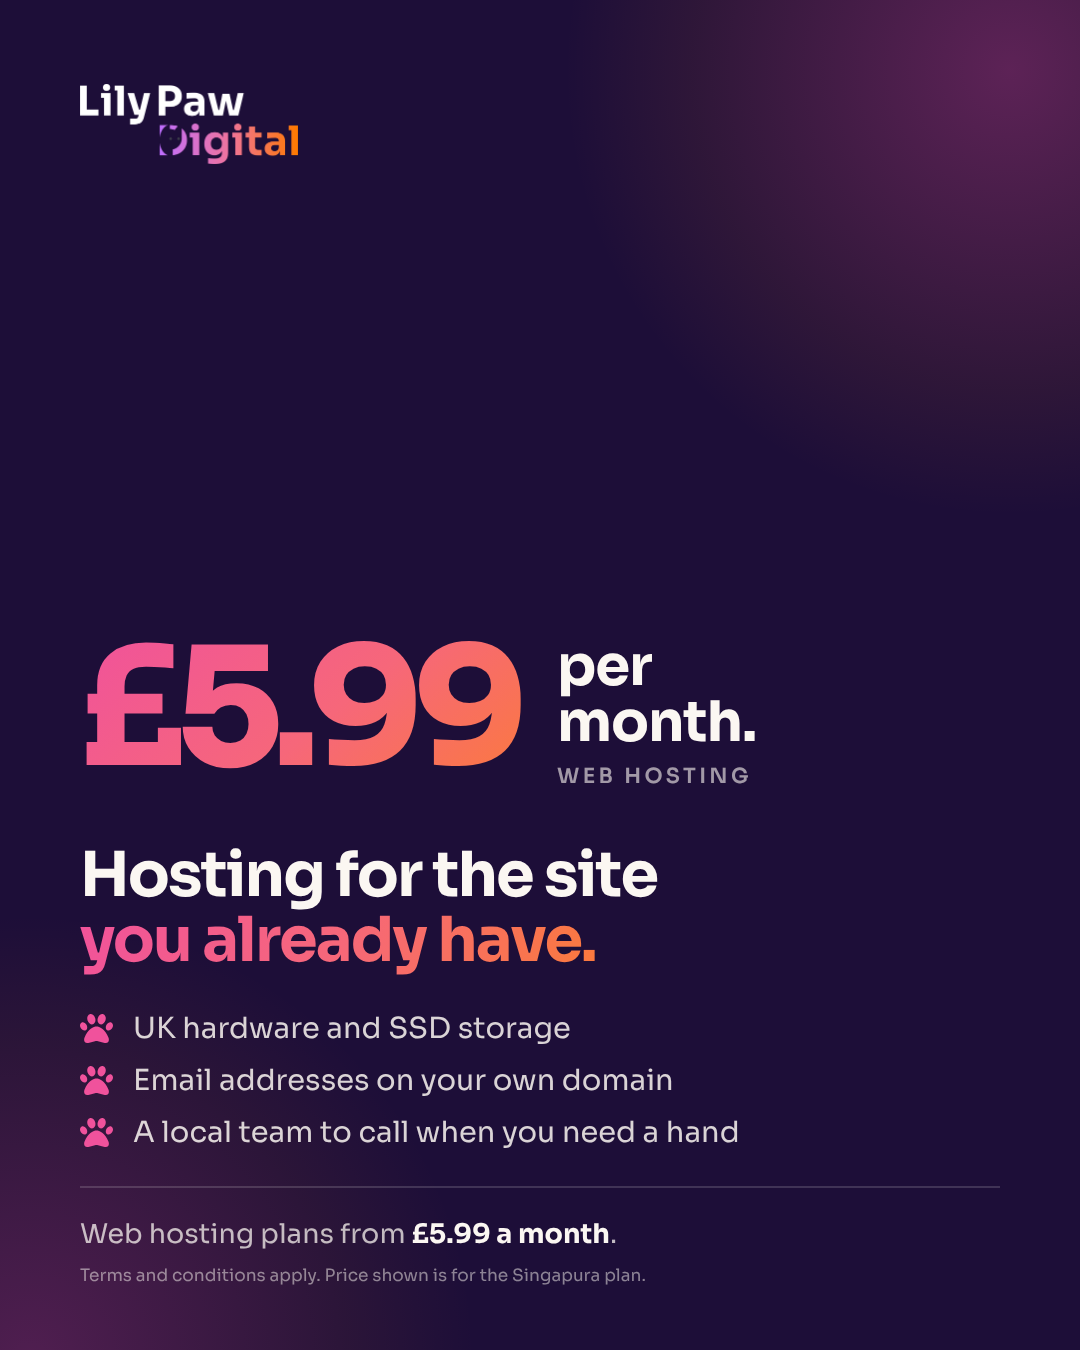 Lily Paw
Digital
£5.99
per
month.
WEB HOSTING
Hosting for the site
you already have.
UK hardware and SSD storage
Email addresses on your own domain
A local team to call when you need a hand
Web hosting plans from £5.99 a month.
Terms and conditions apply. Price shown is for the Singapura plan.